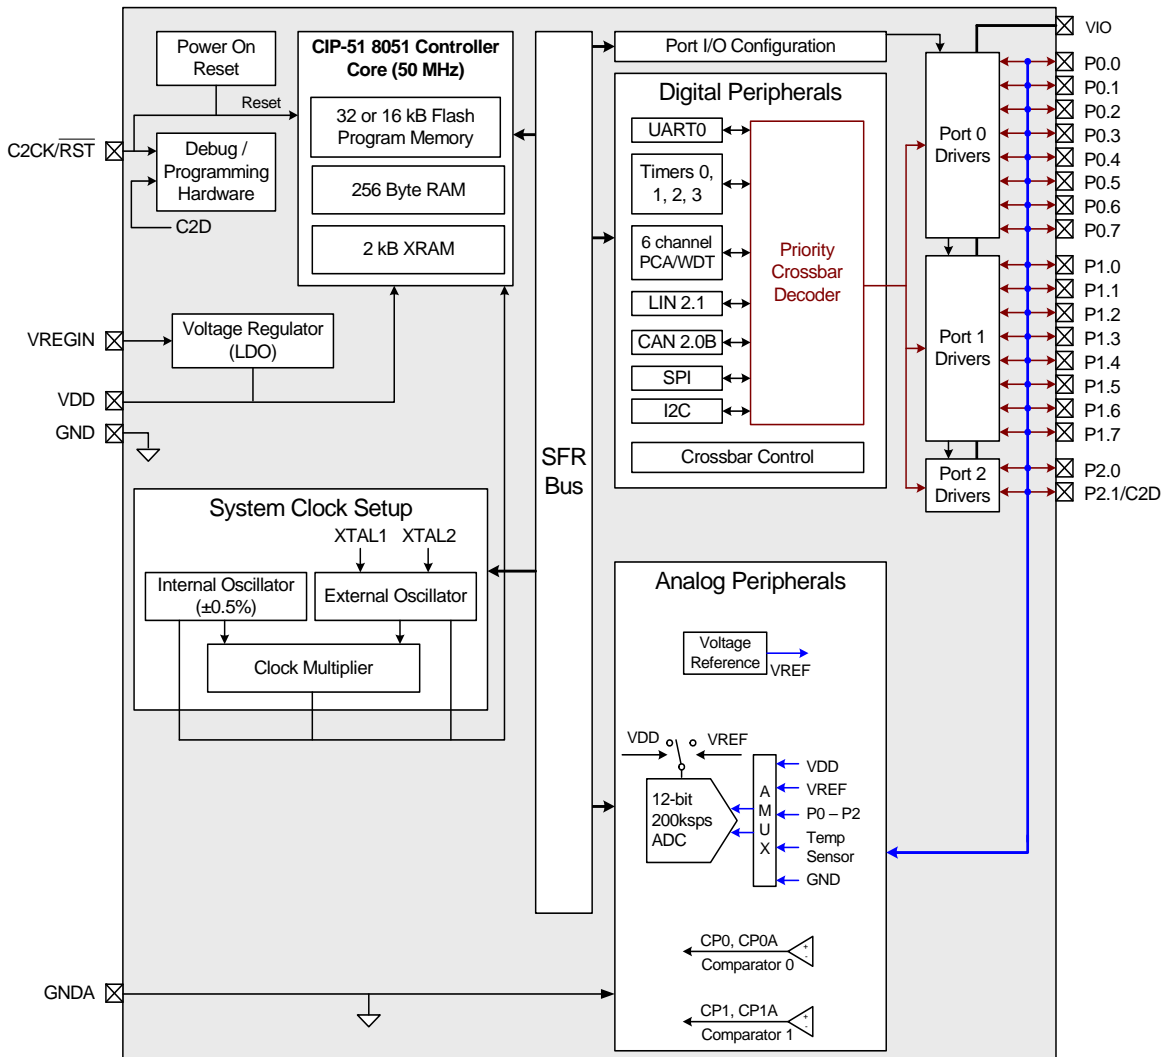 Power On
Reset
Reset
C2CK/RST
Debug /
Programming
Hardware
C2D
CIP-51 8051 Controller
Core (50 MHz)
32 or 16 kB Flash
Program Memory
256 Byte RAM
2 kB XRAM
VREGIN
Voltage Regulator
(LDO)
VDD
GND
System Clock Setup
XTAL1 XTAL2
Internal Oscillator
(±0.5%)
External Oscillator
Clock Multiplier
GNDA
SFR
Bus
Port I/O Configuration
Digital Peripherals
UART0
Timers 0,
1, 2, 3
6 channel
PCA/WDT
LIN 2.1
CAN 2.0B
SPI
I2C
Priority
Crossbar
Decoder
Crossbar Control
Port 0
Drivers
Port 1
Drivers
Port 2
Drivers
VIO
P0.0
P0.1
P0.2
P0.3
P0.4
P0.5
P0.6
P0.7
P1.0
P1.1
P1.2
P1.3
P1.4
P1.5
P1.6
P1.7
P2.0
P2.1/C2D
Analog Peripherals
Voltage
Reference
VREF
VDD
VREF
12-bit
200ksps
ADC
A
M
U
X
VDD
VREF
P0 – P2
Temp
Sensor
GND
CP0, CP0A
+
-
Comparator 0
CP1, CP1A
+
-
Comparator 1